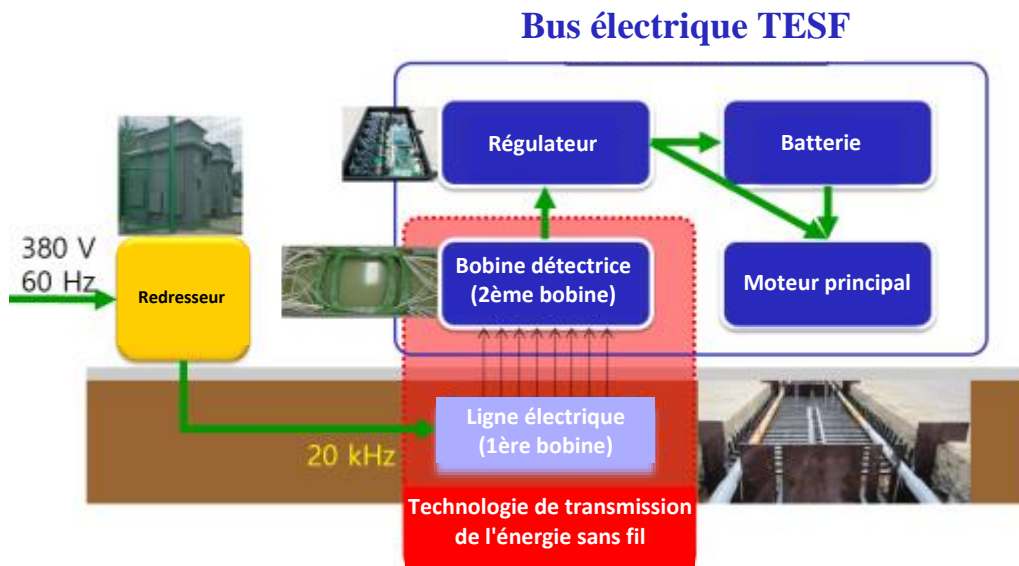 Bus électrique TESF
Régulateur
Batterie
380 V
60 Hz
Redresseur
Bobine détectrice
(2ème bobine)
Moteur principal
Ligne électrique
(1ère bobine)
20 kHz
Technologie de transmission
de l'énergie sans fil